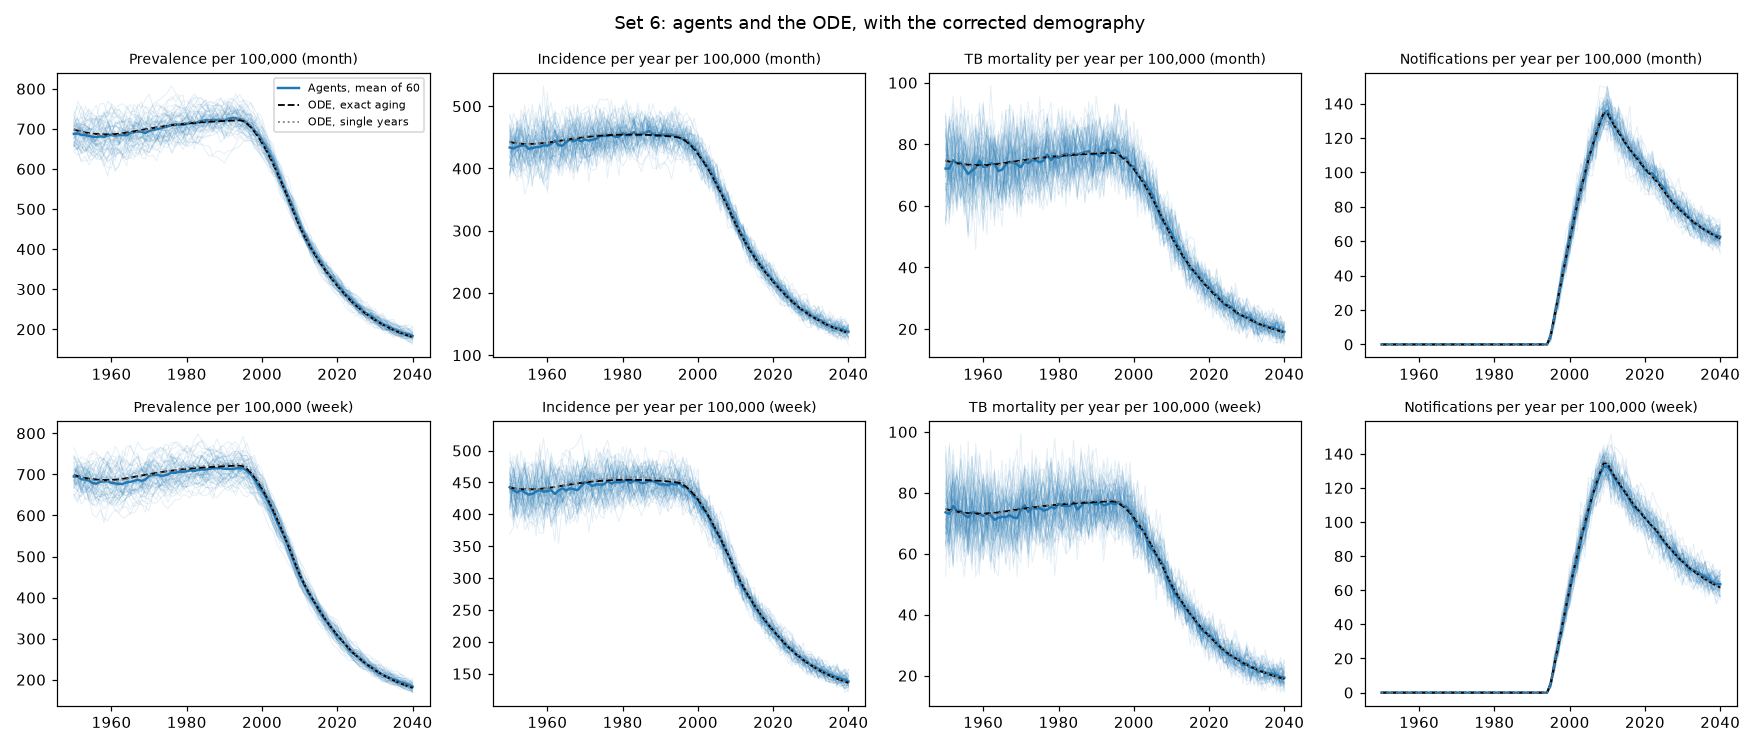 Set 6: agents and the ODE, with the corrected demography
Prevalence per 100,000 (month)
800
700
600
500
400
300
200
1960 1980 2000 2020 2040
Agents, mean of 60
ODE, exact aging
ODE, single years
Incidence per year per 100,000 (month)
500
400
300
200
100
1960 1980 2000 2020 2040
TB mortality per year per 100,000 (month)
100
80
60
40
20
1960 1980 2000 2020 2040
Notifications per year per 100,000 (month)
140
120
100
80
60
40
20
0
1960 1980 2000 2020 2040
Prevalence per 100,000 (week)
800
700
600
500
400
300
200
1960 1980 2000 2020 2040
Incidence per year per 100,000 (week)
500
450
400
350
300
250
200
150
1960 1980 2000 2020 2040
TB mortality per year per 100,000 (week)
100
80
60
40
20
1960 1980 2000 2020 2040
Notifications per year per 100,000 (week)
140
120
100
80
60
40
20
0
1960 1980 2000 2020 2040